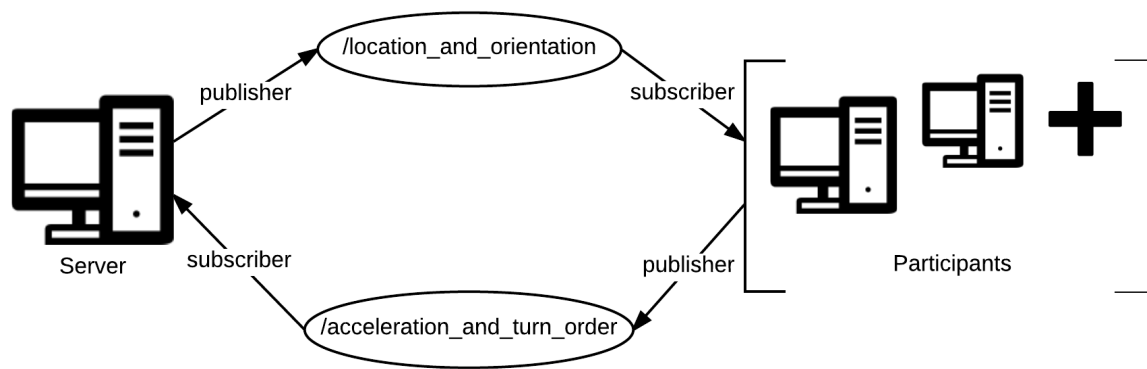 /location_and_orientation
publisher
subscriber
Server
subscriber
publisher
Participants
/acceleration_and_turn_order